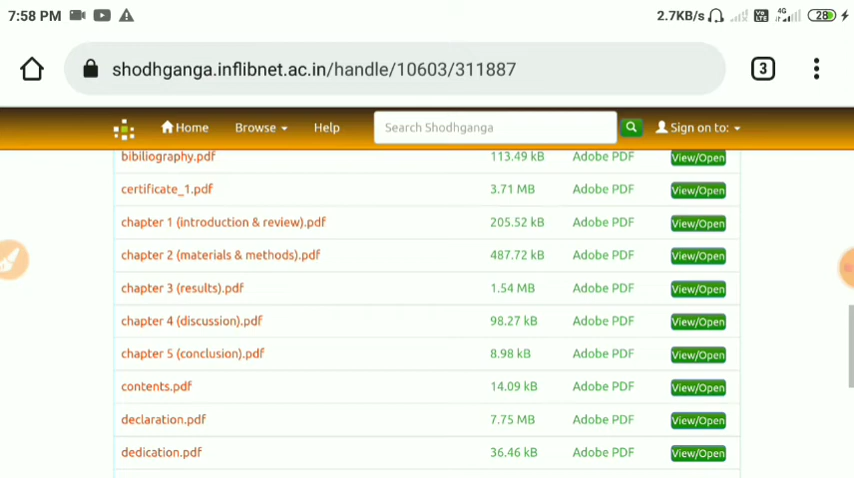 7:58 PM 2.7KB/s 4G 28
shodhganga.inflibnet.ac.in/handle/10603/311887 3
Home Browse Help Search Shodhganga Sign on to:
bibiliography.pdf 113.49 kB Adobe PDF View/Open
certificate_1.pdf 3.71 MB Adobe PDF View/Open
chapter 1 (introduction & review).pdf 205.52 kB Adobe PDF View/Open
chapter 2 (materials & methods).pdf 487.72 kB Adobe PDF View/Open
chapter 3 (results).pdf 1.54 MB Adobe PDF View/Open
chapter 4 (discussion).pdf 98.27 kB Adobe PDF View/Open
chapter 5 (conclusion).pdf 8.98 kB Adobe PDF View/Open
contents.pdf 14.09 kB Adobe PDF View/Open
declaration.pdf 7.75 MB Adobe PDF View/Open
dedication.pdf 36.46 kB Adobe PDF View/Open